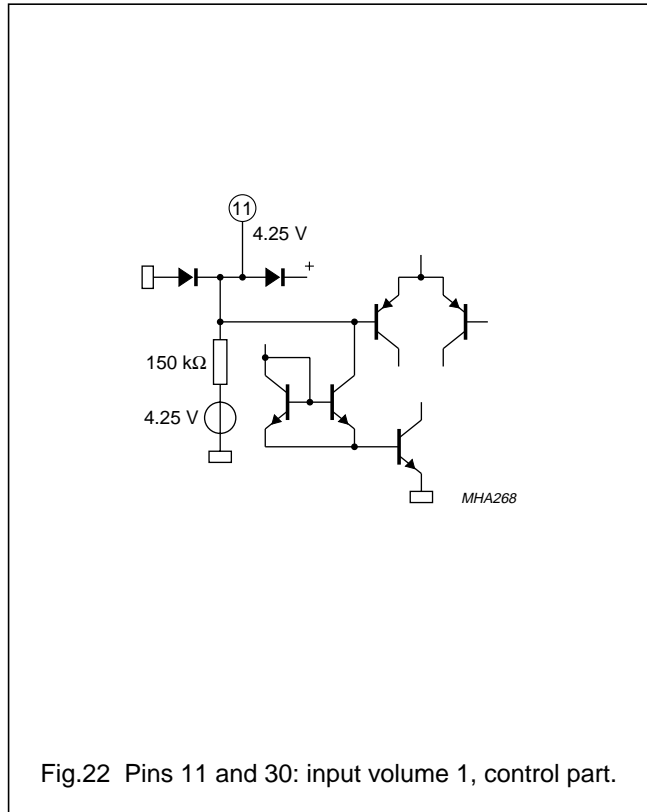 11
4.25 V
+
150 kΩ
4.25 V
MHA268
Fig.22 Pins 11 and 30: input volume 1, control part.